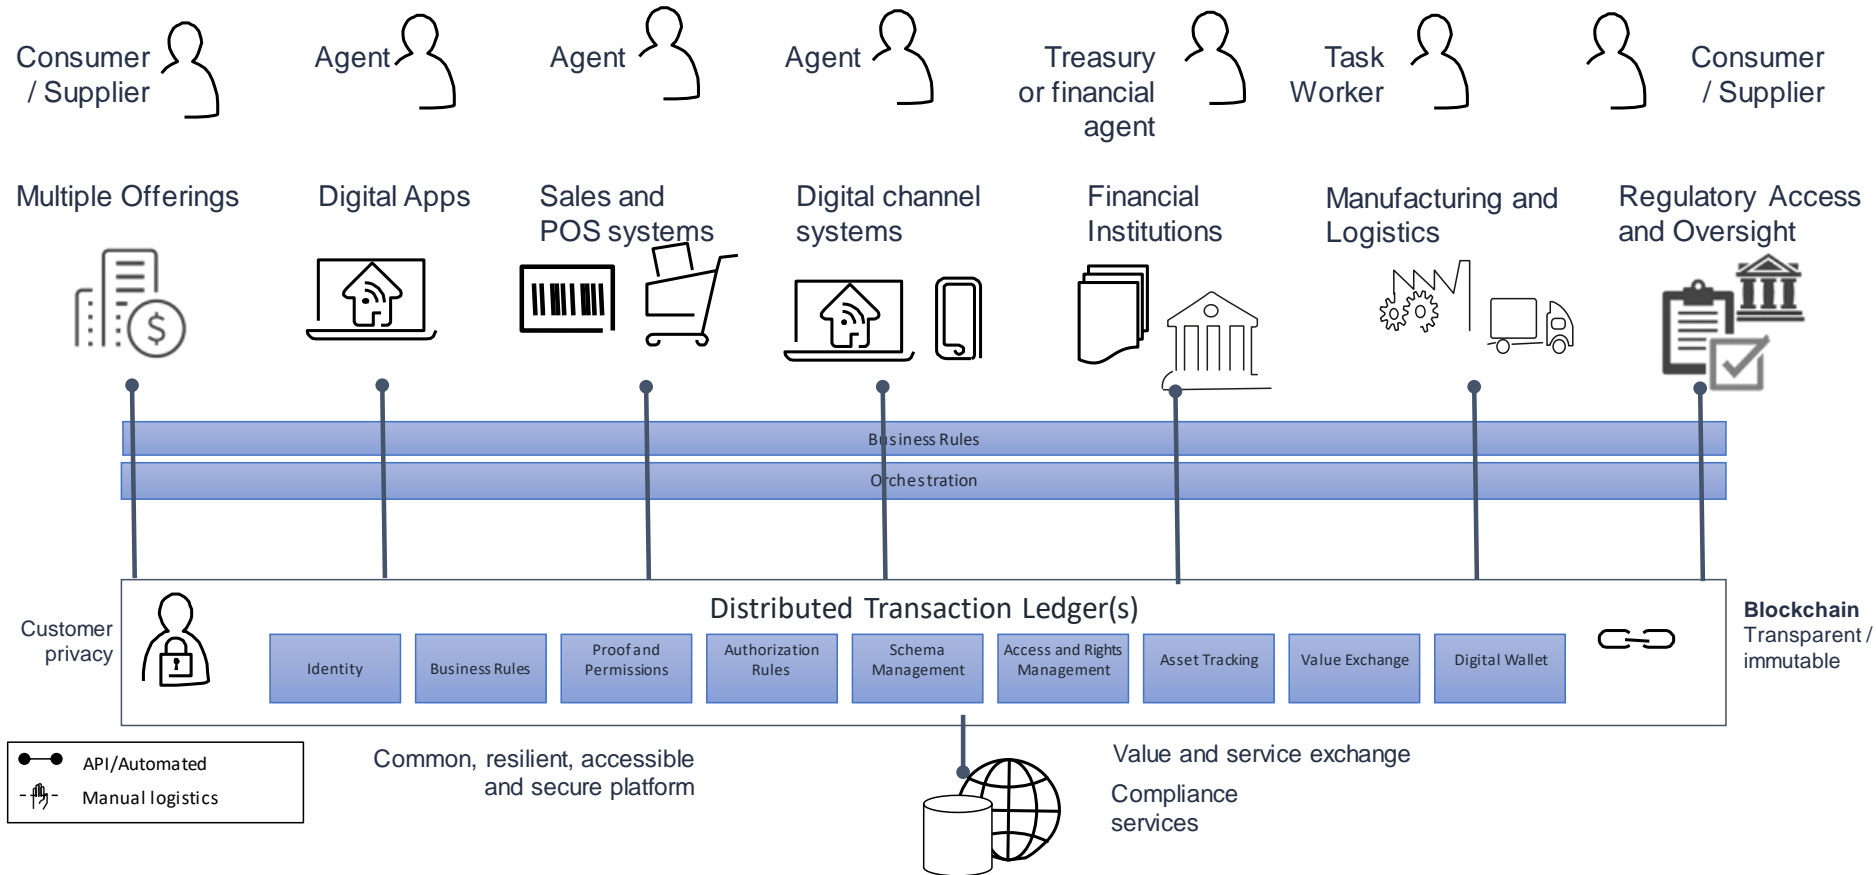 Consumer
/ Supplier
Agent
Agent
Agent
Treasury
or financial
agent
Task
Worker
Consumer
/ Supplier
Multiple Offerings
Digital Apps
Sales and
POS systems
Digital channel
systems
Financial
Institutions
Manufacturing and
Logistics
Regulatory Access
and Oversight
$
Business Rules
Orchestration
Distributed Transaction Ledger(s)
Customer
privacy
Identity
Business Rules
Proof and
Permissions
Authorization
Rules
Schema
Management
Access and Rights
Management
Asset Tracking
Value Exchange
Digital Wallet
Blockchain
Transparent /
immutable
API/Automated
Manual logistics
Common, resilient, accessible
and secure platform
Value and service exchange
Compliance
services